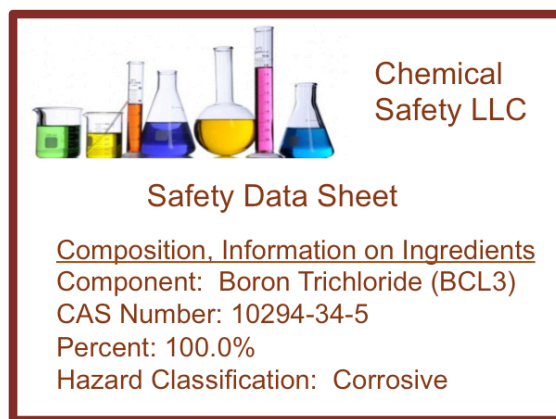 Chemical
Safety LLC
Safety Data Sheet
Composition, Information on Ingredients
Component:  Boron Trichloride (BCL3)
CAS Number: 10294-34-5
Percent: 100.0%
Hazard Classification:  Corrosive